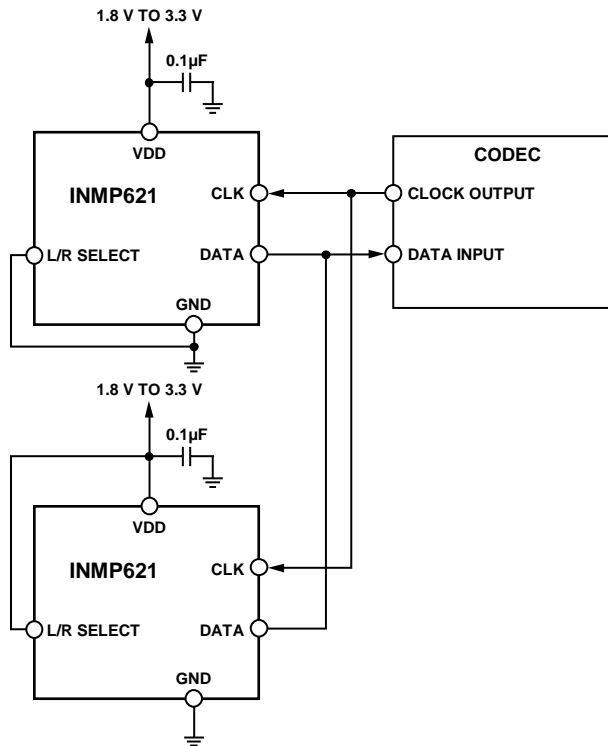 1.8 V TO 3.3 V
0.1µF
VDD
INMP621
CLK
L/R SELECT
DATA
GND
CODEC
CLOCK OUTPUT
DATA INPUT
1.8 V TO 3.3 V
0.1µF
VDD
INMP621
CLK
L/R SELECT
DATA
GND